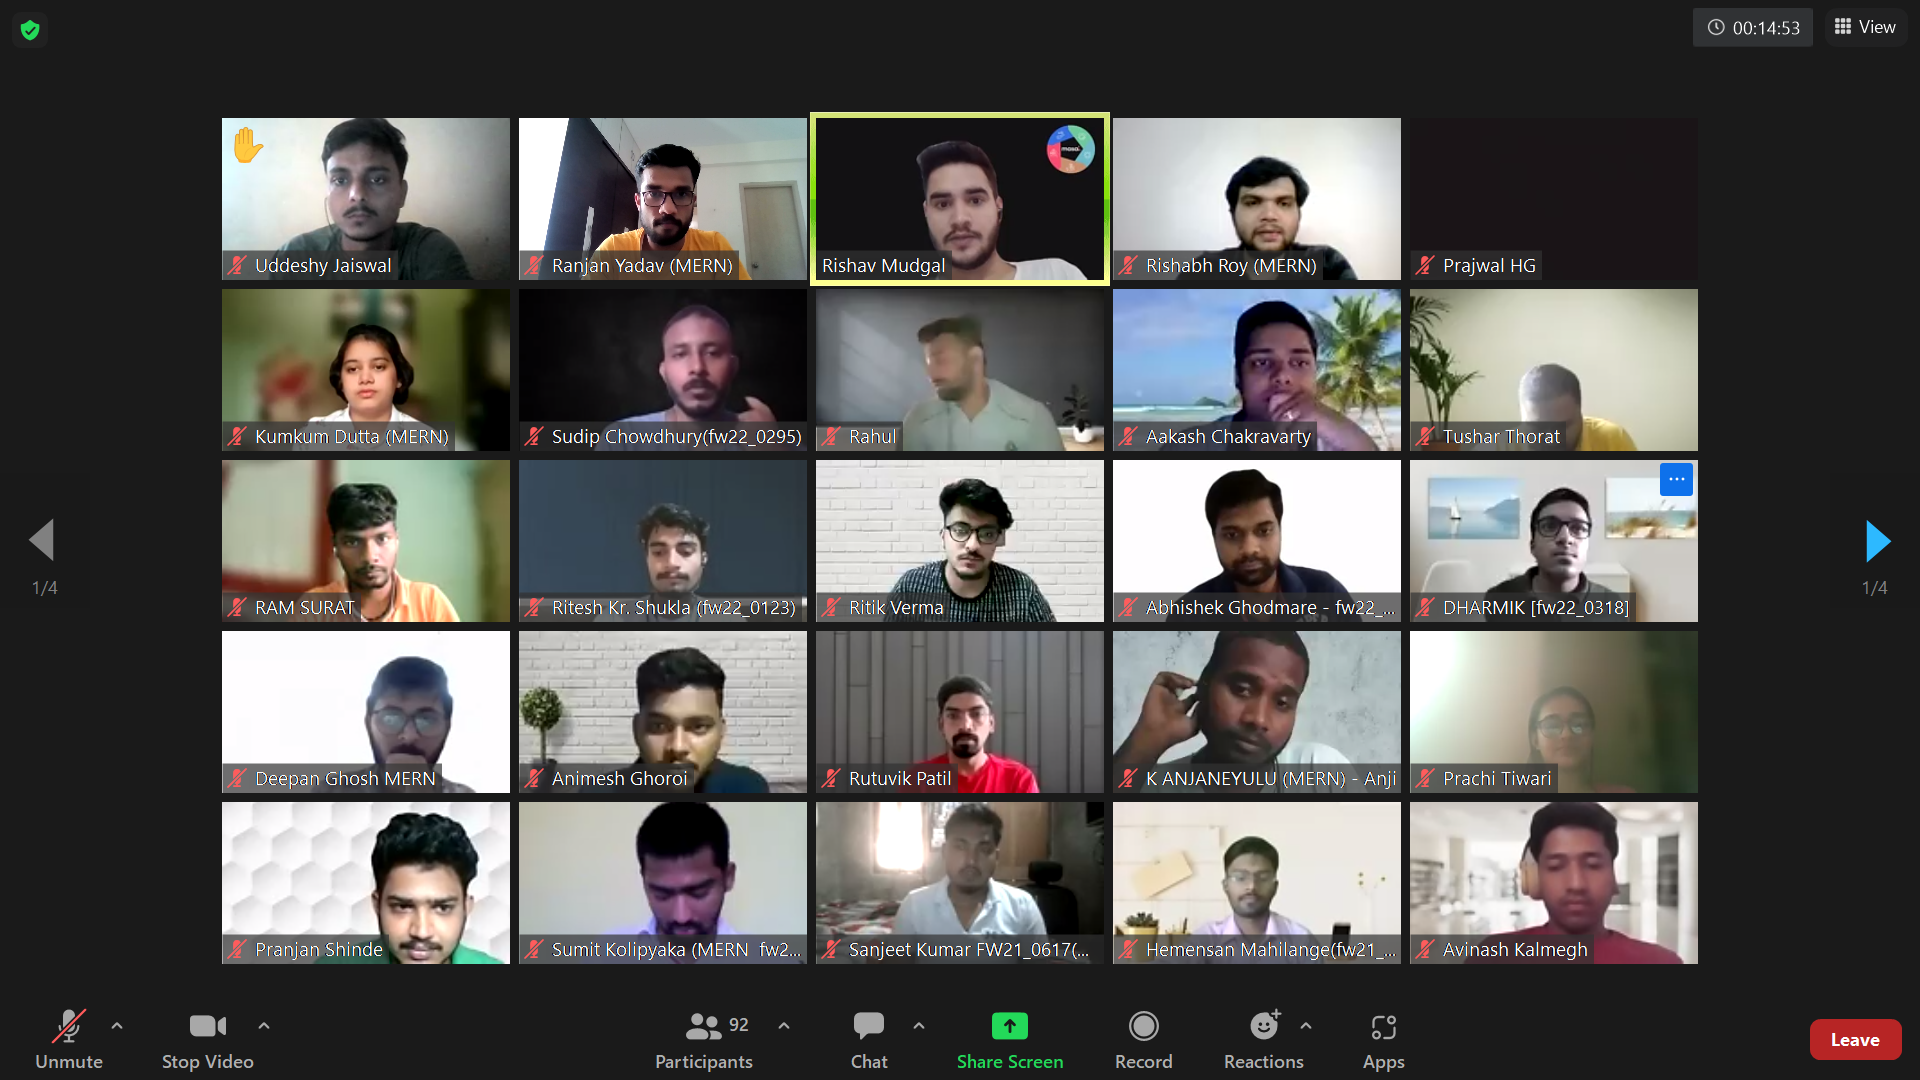 00:14:53
View
Uddeshy Jaiswal
Ranjan Yadav (MERN)
masai.
Rishav Mudgal
Rishabh Roy (MERN)
Prajwal HG
Kumkum Dutta (MERN)
Sudip Chowdhury(fw22_0295)
Rahul
Aakash Chakravarty
Tushar Thorat
RAM SURAT
Ritesh Kr. Shukla (fw22_0123)
Ritik Verma
Abhishek Ghodmare - fw22_...
DHARMIK [fw22_0318]
1/4
1/4
Deepan Ghosh MERN
Animesh Ghoroi
Rutuvik Patil
K ANJANEYULU (MERN) - Anji
Prachi Tiwari
Pranjan Shinde
Sumit Kolipyaka (MERN fw2...
Sanjeet Kumar FW21_0617(...
Hemensan Mahilange(fw21_...
Avinash Kalmegh
Unmute
Stop Video
92
Participants
Chat
Share Screen
Record
Reactions
Apps
Leave